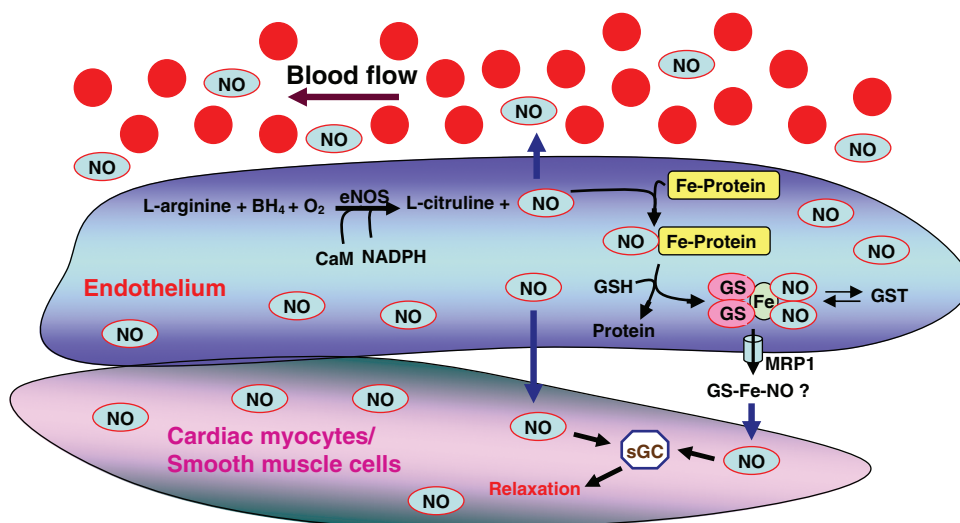 NO
NO
Blood flow
NO
NO
NO
NO
eNOS
L-arginine + BH4 + O2
L-citruline +
NO
Fe-Protein
NO
CaM
NADPH
NO
Fe-Protein
NO
Endothelium
NO
NO
NO
GSH
GS
NO
Fe
GS
NO
GST
NO
Protein
MRP1
GS-Fe-NO ?
NO
NO
NO
NO
Cardiac myocytes/
Smooth muscle cells
sGC
NO
Relaxation
NO